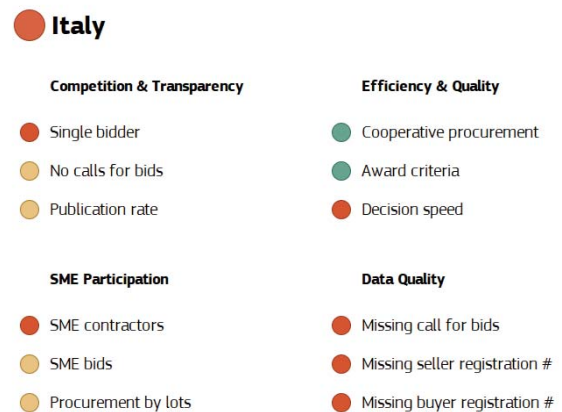 Italy
Competition & Transparency
Single bidder
No calls for bids
Publication rate
Efficiency & Quality
Cooperative procurement
Award criteria
Decision speed
SME Participation
SME contractors
SME bids
Procurement by lots
Data Quality
Missing call for bids
Missing seller registration #
Missing buyer registration #